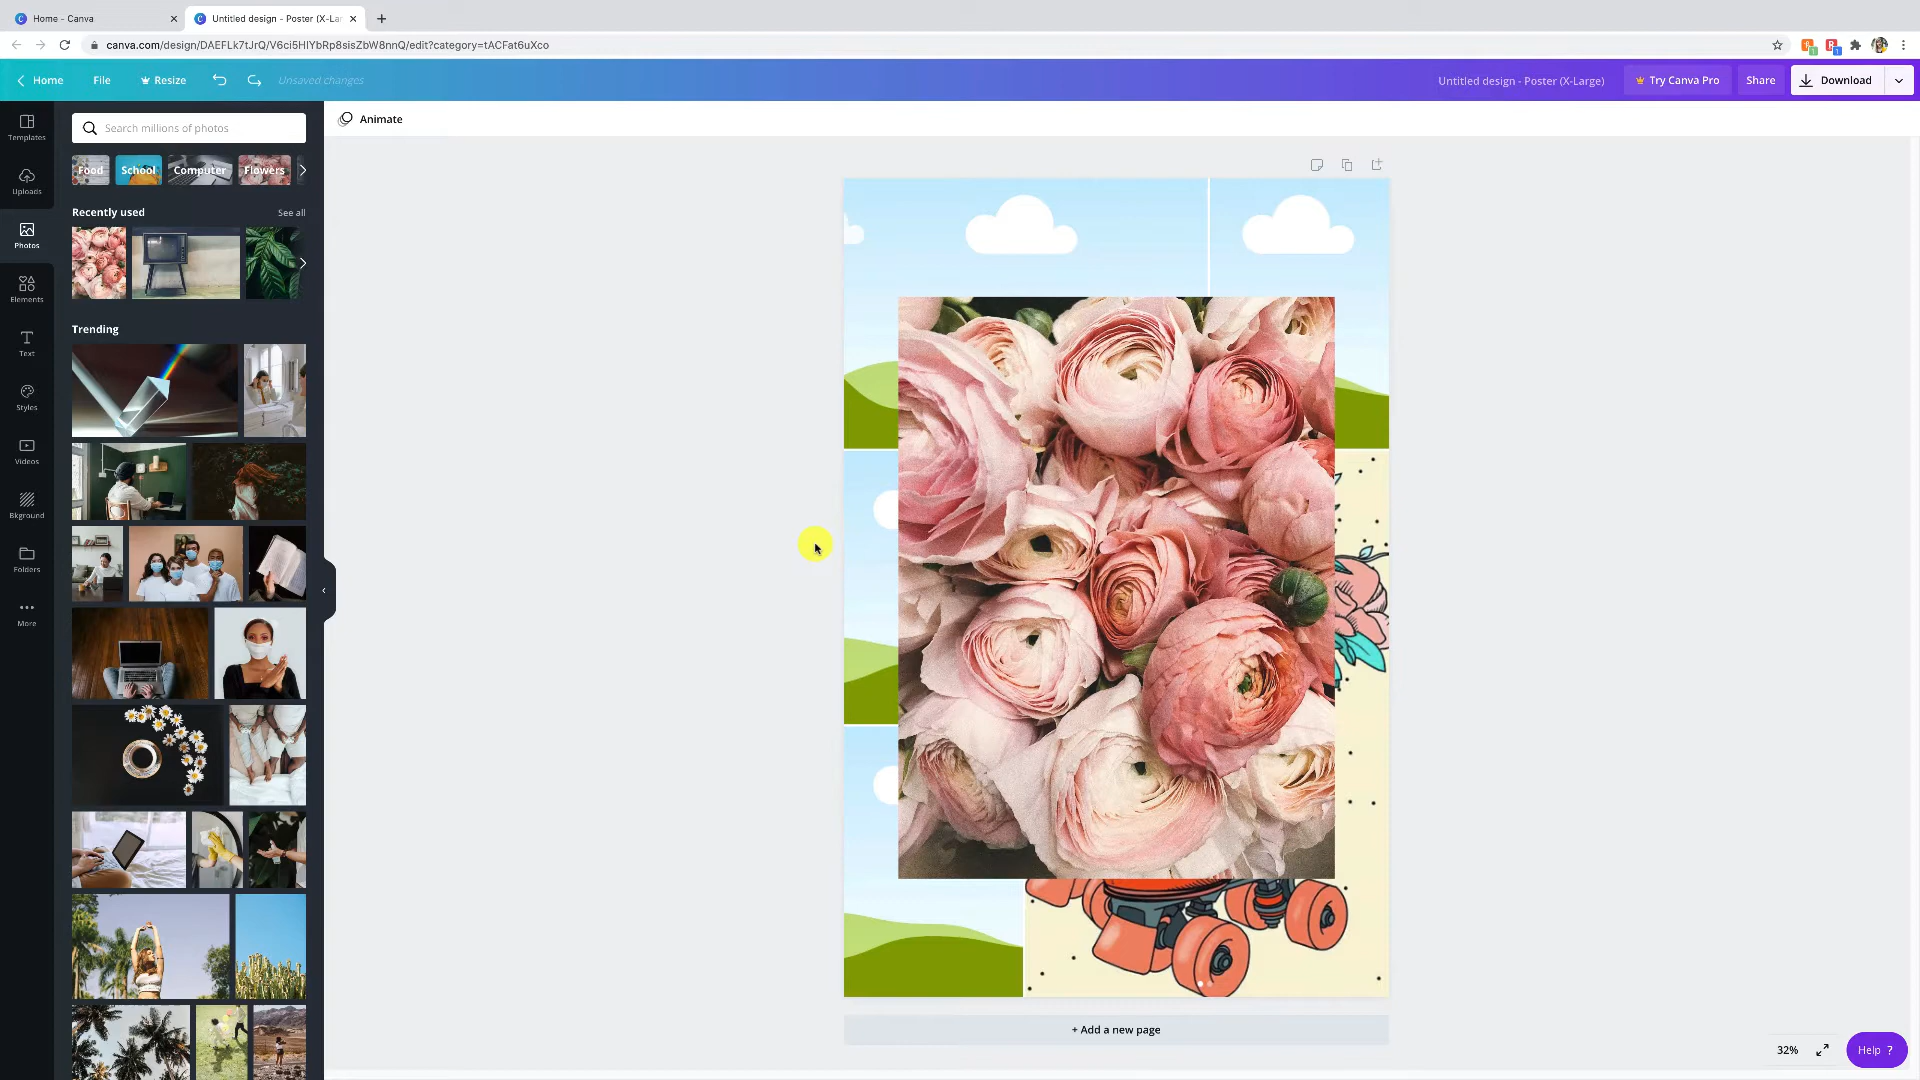 Home - Canva
Untitled design - Poster (X-Lar
canva.com/design/DAEFLk7tJrQ/V6ci5HIYbRp8sisZbW8nnQ/edit?category=tACFat6uXco
Home
File
Resize
Unsaved changes
Untitled design - Poster (X-Large)
Try Canva Pro
Share
Download
Templates
Uploads
Photos
Elements
Text
Styles
Videos
Bkground
Folders
More
Search millions of photos
Food
School
Computer
Flowers
Recently used
See all
Trending
Animate
+ Add a new page
32%
Help ?